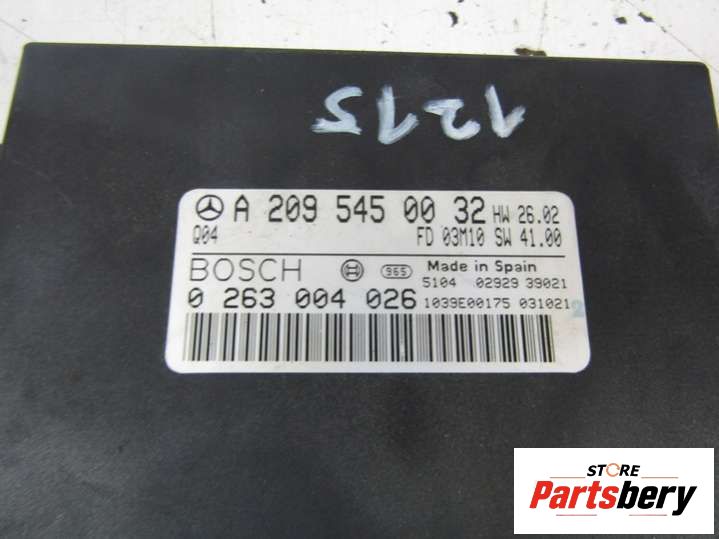 1215
A 209 545 00 32 HW 26.02
Q04 FD 03M10 SW 41.00
BOSCH 965 Made in Spain
5104 02929 39021
0 263 004 026 1039E00175 031021
STORE
Partsbery